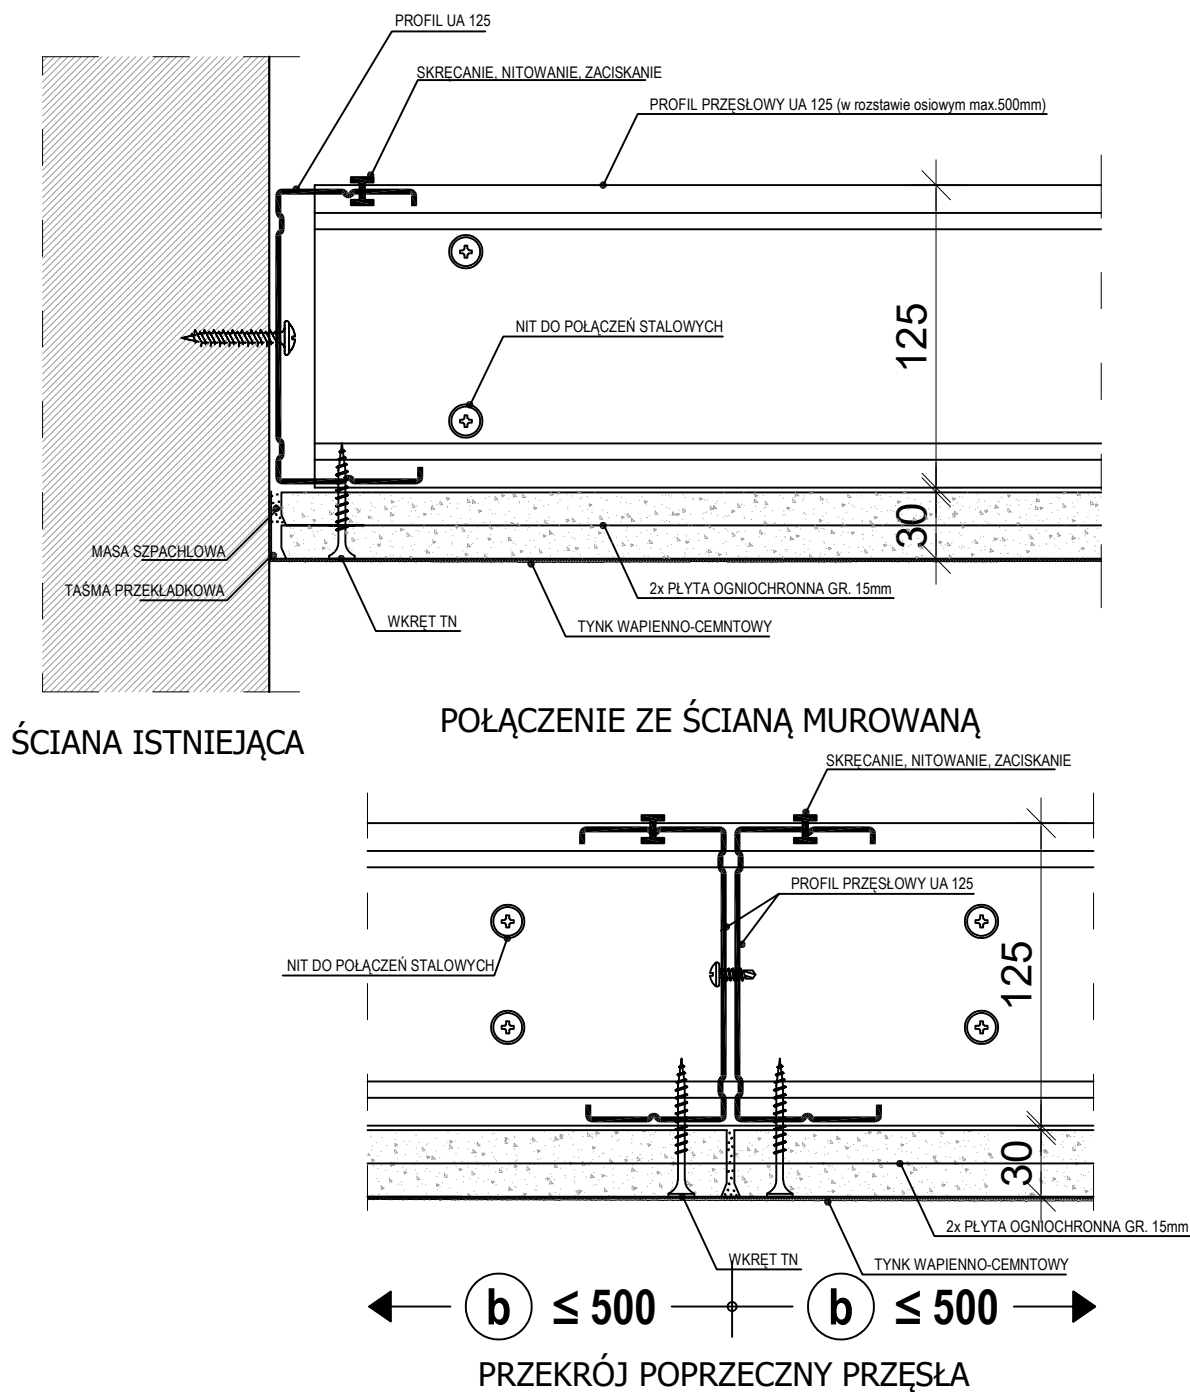 PROFIL UA 125
SKRĘCANIE, NITOWANIE, ZACISKANIE
PROFIL PRZĘSŁOWY UA 125 (w rozstawie osiowym max.500mm)
125
NIT DO POŁĄCZEŃ STALOWYCH
30
MASA SZPACHLOWA
TAŚMA PRZEKŁADKOWA
2x PŁYTA OGNIOCHRONNA GR. 15mm
WKRĘT TN
TYNK WAPIENNO-CEMNTOWY
ŚCIANA ISTNIEJĄCA
POŁĄCZENIE ZE ŚCIANĄ MUROWANĄ
SKRĘCANIE, NITOWANIE, ZACISKANIE
PROFIL PRZĘSŁOWY UA 125
NIT DO POŁĄCZEŃ STALOWYCH
125
30
2x PŁYTA OGNIOCHRONNA GR. 15mm
WKRĘT TN
TYNK WAPIENNO-CEMNTOWY
b ≤ 500
b ≤ 500
PRZEKRÓJ POPRZECZNY PRZĘSŁA